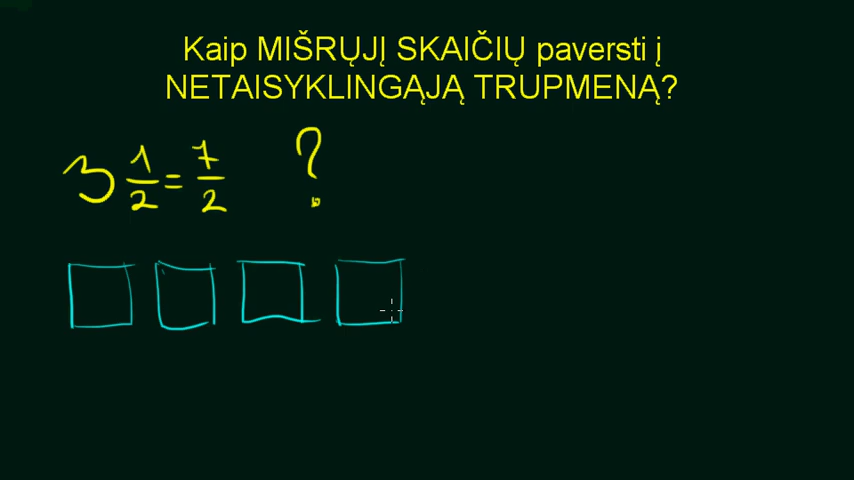 Kaip MIŠRŲJĮ SKAIČIŲ paversti į
NETAISYKLINGĄJĄ TRUPMENĄ?
3 1/2 = 7/2 ?